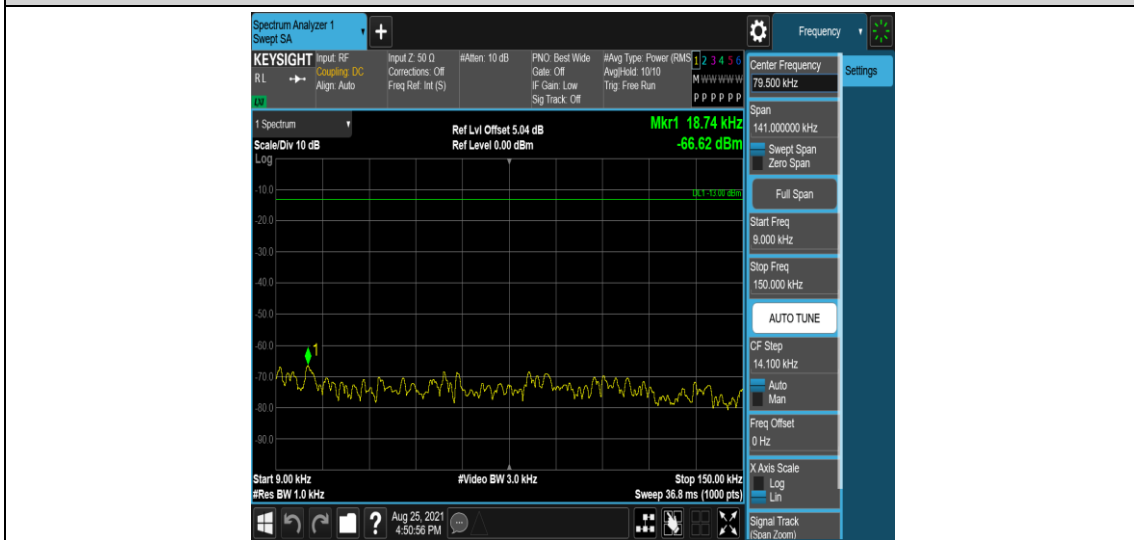 Spectrum Analyzer 1
Swept SA
+
Frequency
KEYSIGHT
RL
Input: RF
Coupling: DC
Align: Auto
Input Z: 50 Ω
Corrections: Off
Freq Ref: Int (S)
#Atten: 10 dB
PNO: Best Wide
Gate: Off
IF Gain: Low
Sig Track: Off
#Avg Type: Power (RMS
Avg|Hold: 10/10
Trig: Free Run
1 2 3 4 5 6
M W W W W W
P P P P P P
Center Frequency
79.500 kHz
Settings
Span
141.000000 kHz
Swept Span
Zero Span
Full Span
Start Freq
9.000 kHz
Stop Freq
150.000 kHz
AUTO TUNE
CF Step
14.100 kHz
Auto
Man
Freq Offset
0 Hz
X Axis Scale
Log
Lin
Signal Track
(Span Zoom)
1 Spectrum
Scale/Div 10 dB
Log
Ref Lvl Offset 5.04 dB
Ref Level 0.00 dBm
Mkr1 18.74 kHz
-66.62 dBm
DL1 -13.00 dBm
-10.0
-20.0
-30.0
-40.0
-50.0
-60.0
-70.0
-80.0
-90.0
1
Start 9.00 kHz
#Res BW 1.0 kHz
#Video BW 3.0 kHz
Stop 150.00 kHz
Sweep 36.8 ms (1000 pts)
?
Aug 25, 2021
4:50:56 PM